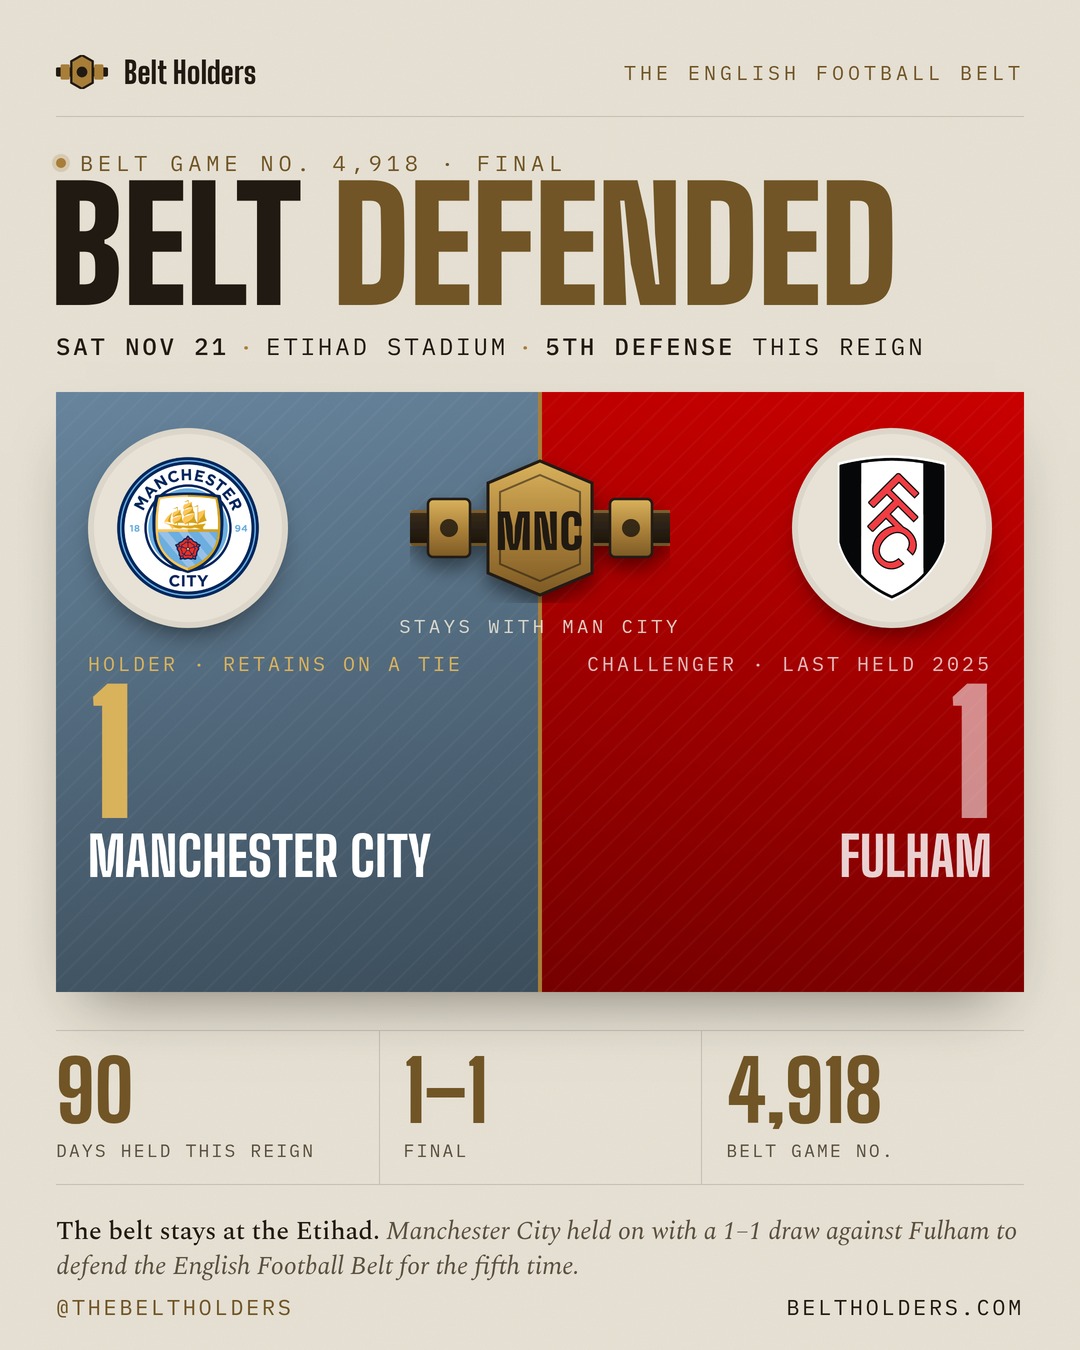 Belt Holders
THE ENGLISH FOOTBALL BELT
BELT GAME NO. 4,918 · FINAL
BELT DEFENDED
SAT NOV 21 · ETIHAD STADIUM · 5TH DEFENSE THIS REIGN
MANCHESTER
18 94
CITY
MNC
FFC
STAYS WITH MAN CITY
HOLDER · RETAINS ON A TIE
CHALLENGER · LAST HELD 2025
1
1
MANCHESTER CITY
FULHAM
90
DAYS HELD THIS REIGN
1–1
FINAL
4,918
BELT GAME NO.
The belt stays at the Etihad. Manchester City held on with a 1–1 draw against Fulham to
defend the English Football Belt for the fifth time.
@THEBELTHOLDERS
BELTHOLDERS.COM